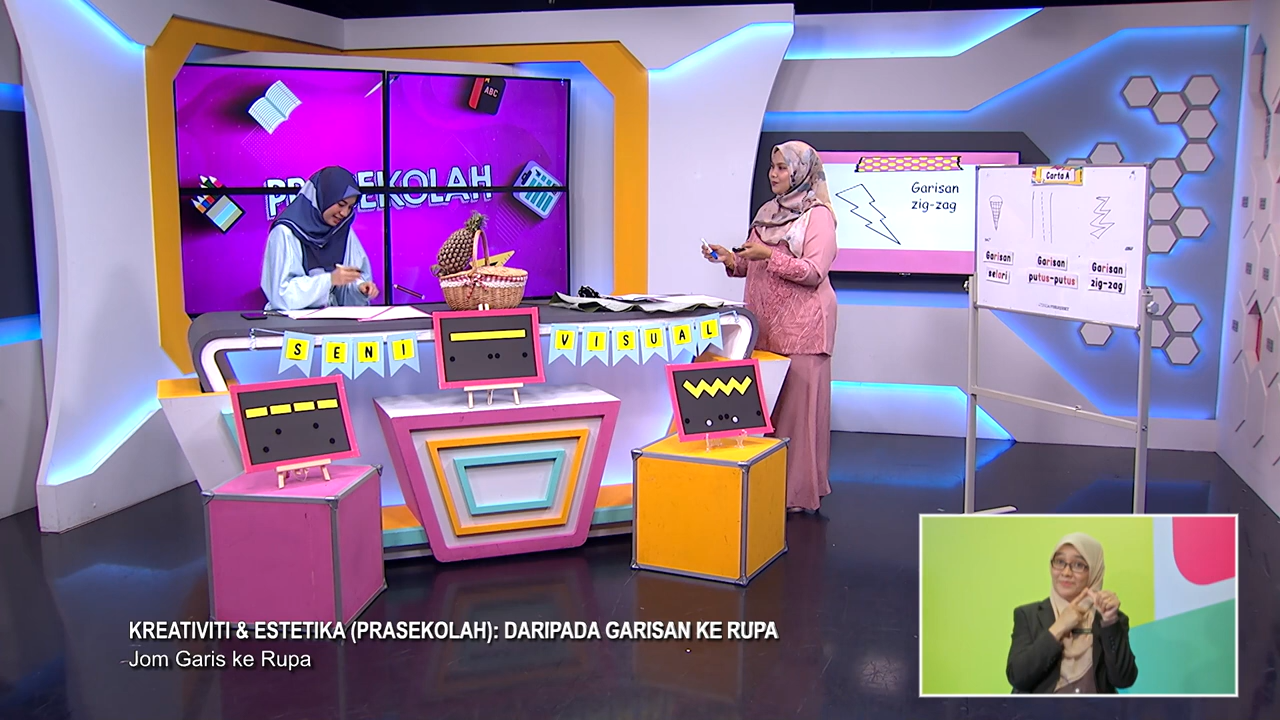 ABC
PRASEKOLAH
Garisan
zig-zag
Carta A
Garisan
selari
Garisan
putus-putus
Garisan
zig-zag
SENI VISUAL
KREATIVITI & ESTETIKA (PRASEKOLAH): DARIPADA GARISAN KE RUPA
Jom Garis ke Rupa